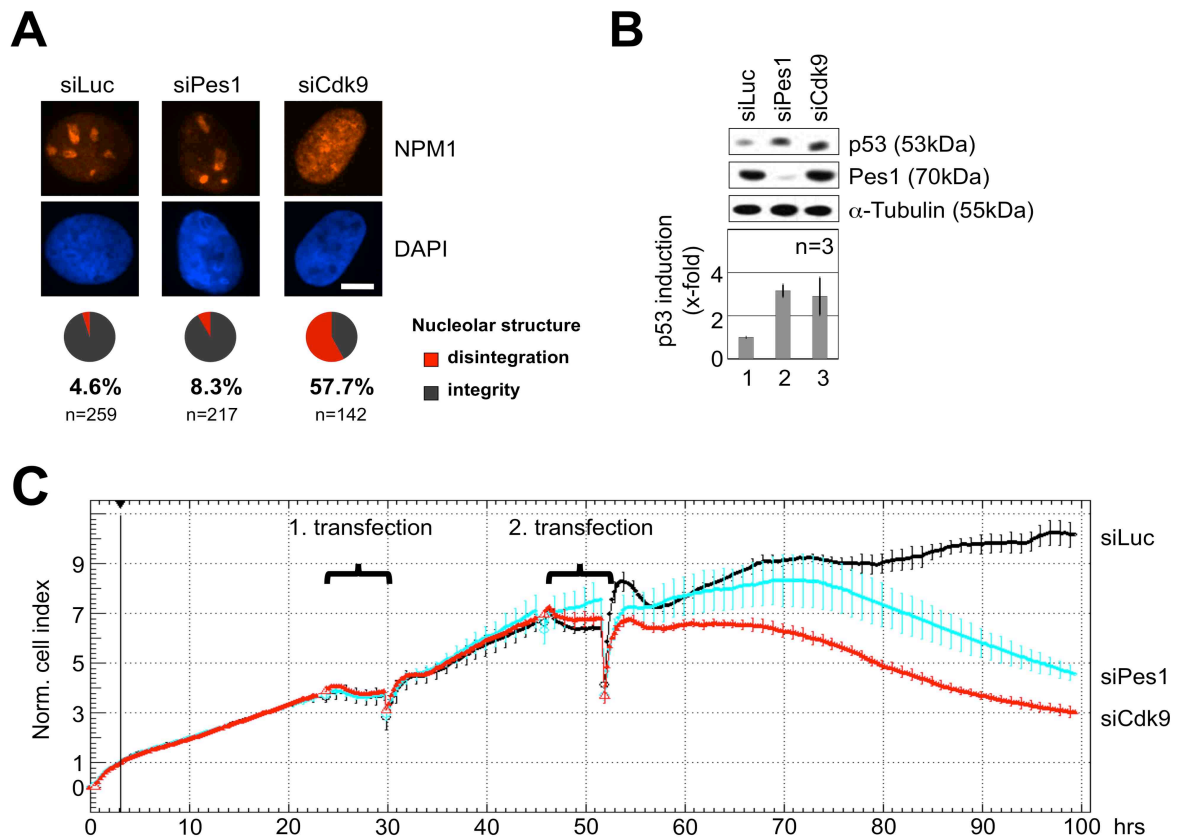 A
siLuc siPes1 siCdk9
NPM1
DAPI
Nucleolar structure
disintegration
integrity
4.6% 8.3% 57.7%
n=259 n=217 n=142
B
siLuc siPes1 siCdk9
p53 (53kDa)
Pes1 (70kDa)
α-Tubulin (55kDa)
p53 induction
(x-fold)
n=3
4
2
0
1 2 3
C
Norm. cell index
1. transfection 2. transfection
9
7
5
3
1
0
siLuc
siPes1
siCdk9
0 10 20 30 40 50 60 70 80 90 100 hrs